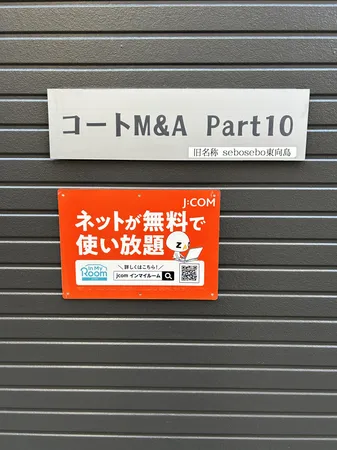 コートM&A Part10
旧名称 sebosebo東向島
J:COM
ネットが無料で
使い放題
Z
in My
Room
詳しくはこちら!
jcom インマイルーム